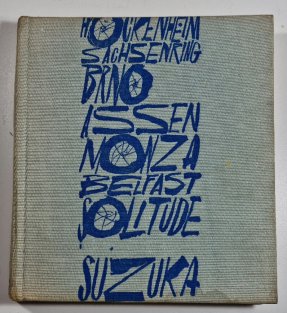 HOCKENHEIM
SACHSENRING
BRNO
ASSEN
MONZA
BELFAST
SOLITUDE
SUZUKA